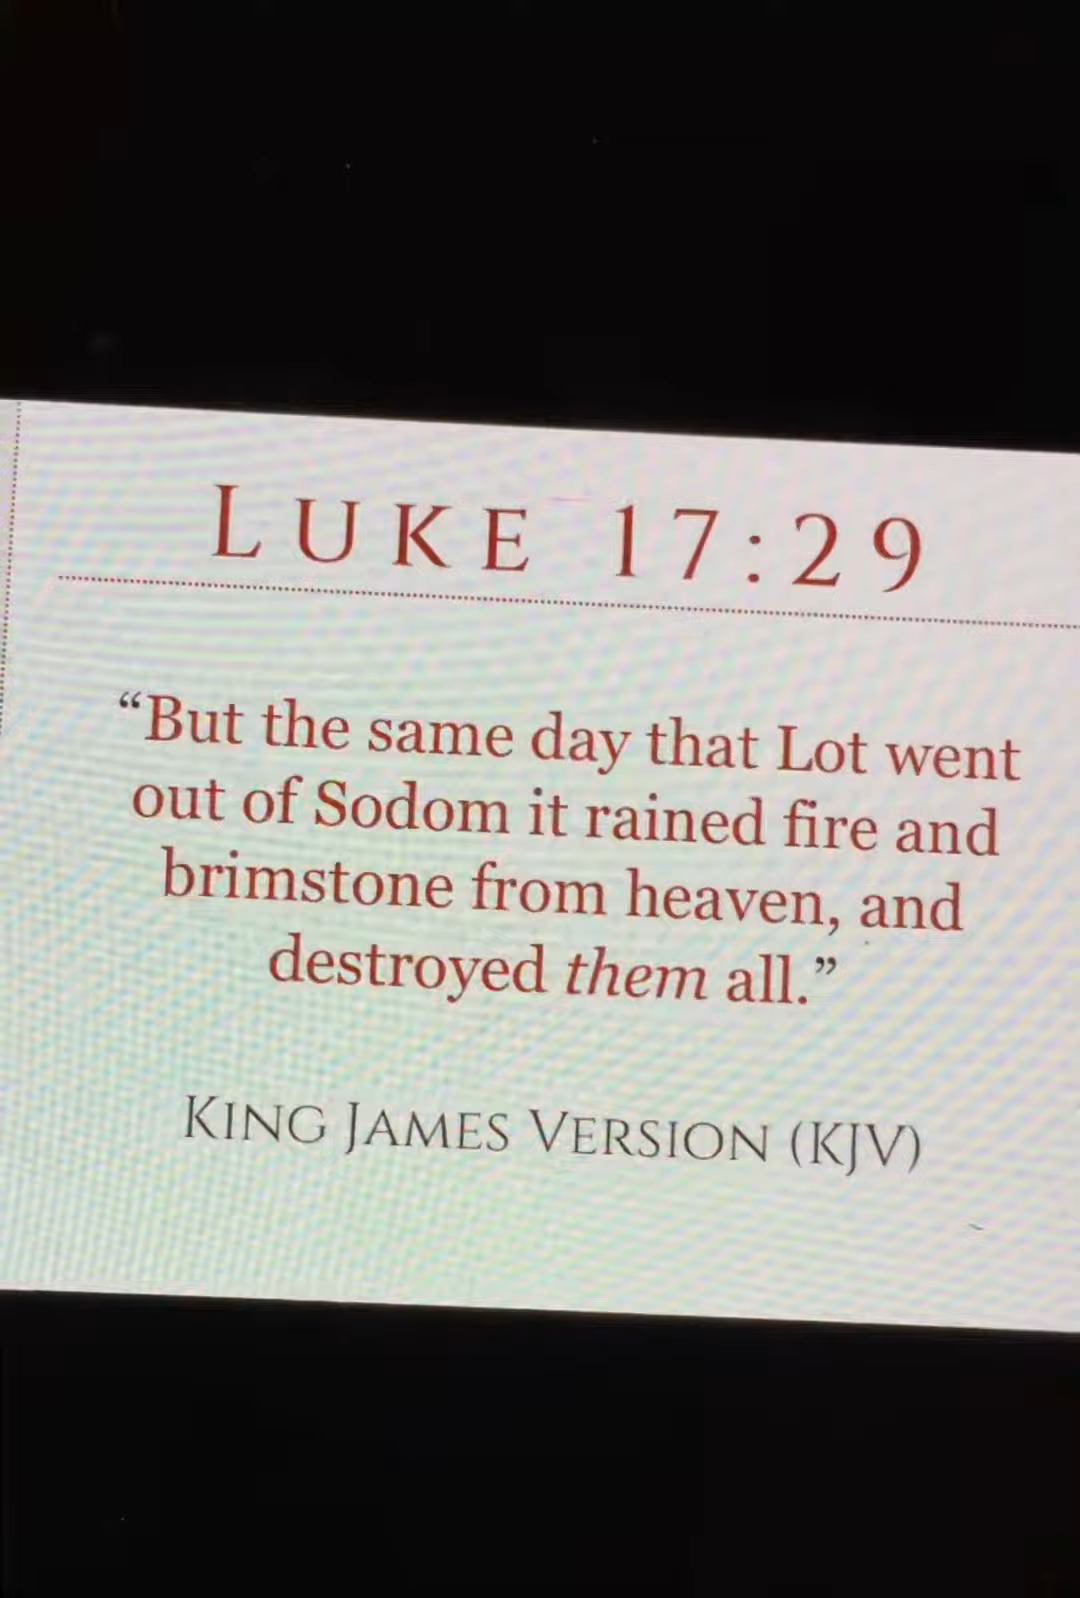 LUKE 17:29
“But the same day that Lot went
out of Sodom it rained fire and
brimstone from heaven, and
destroyed them all.”
KING JAMES VERSION (KJV)